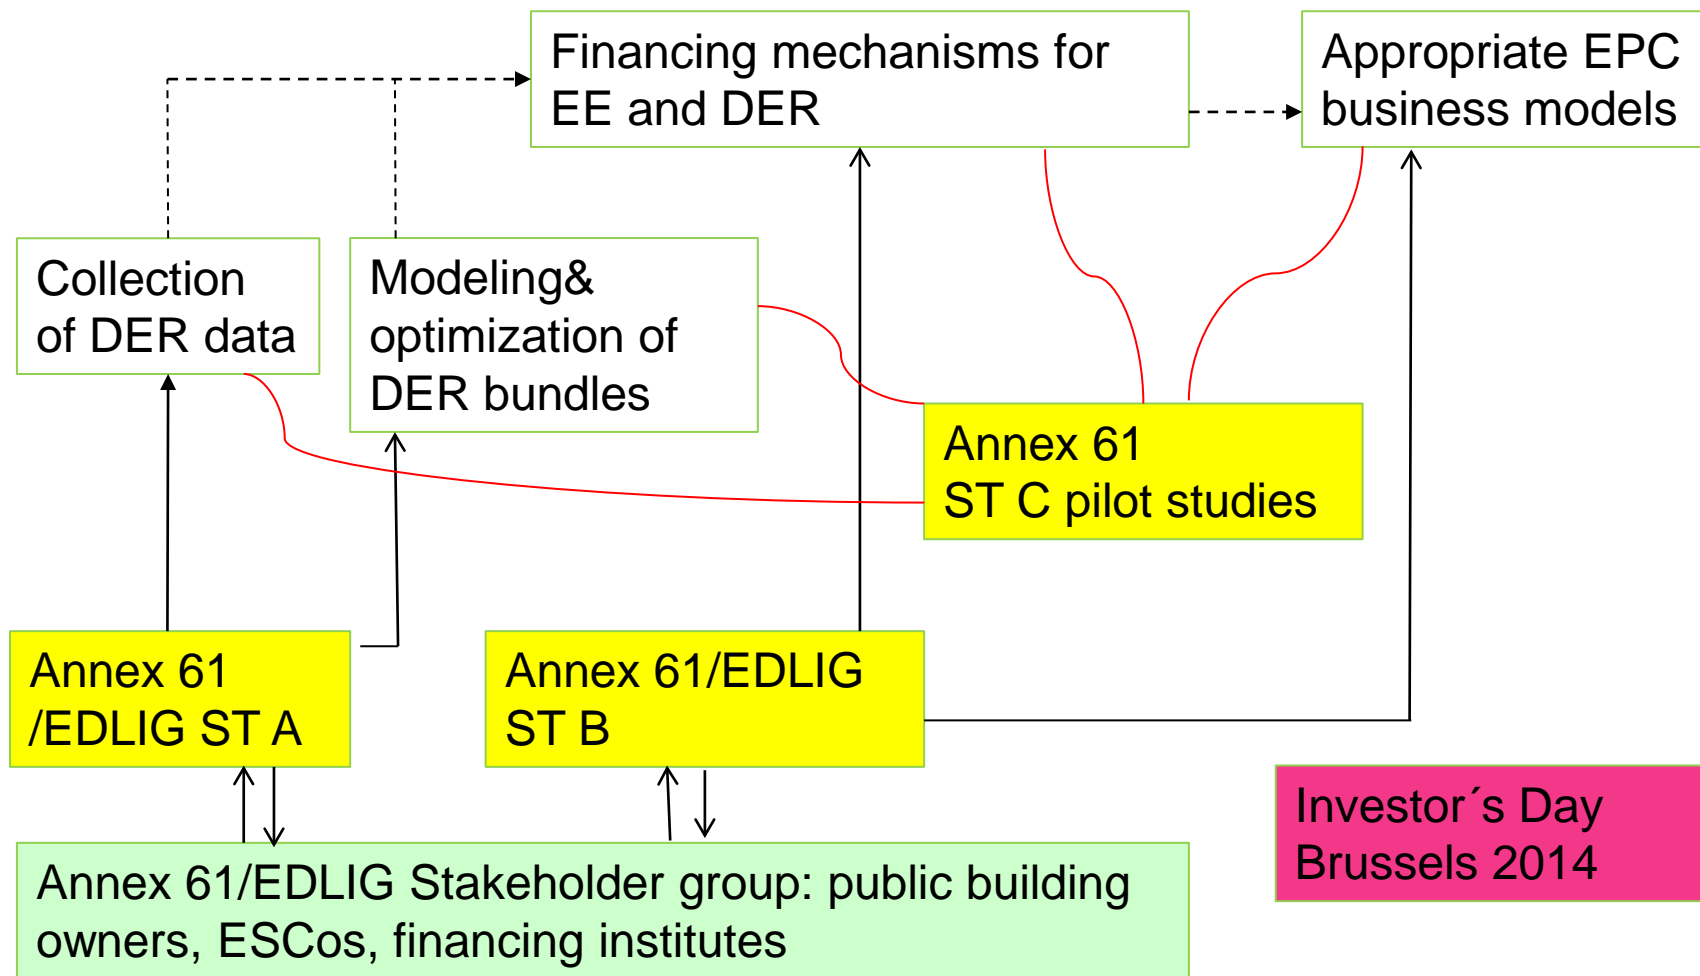 Financing mechanisms for
EE and DER
Appropriate EPC
business models
Collection
of DER data
Modeling&
optimization of
DER bundles
Annex 61
ST C pilot studies
Annex 61
/EDLIG ST A
Annex 61/EDLIG
ST B
Investor´s Day
Brussels 2014
Annex 61/EDLIG Stakeholder group: public building
owners, ESCos, financing institutes